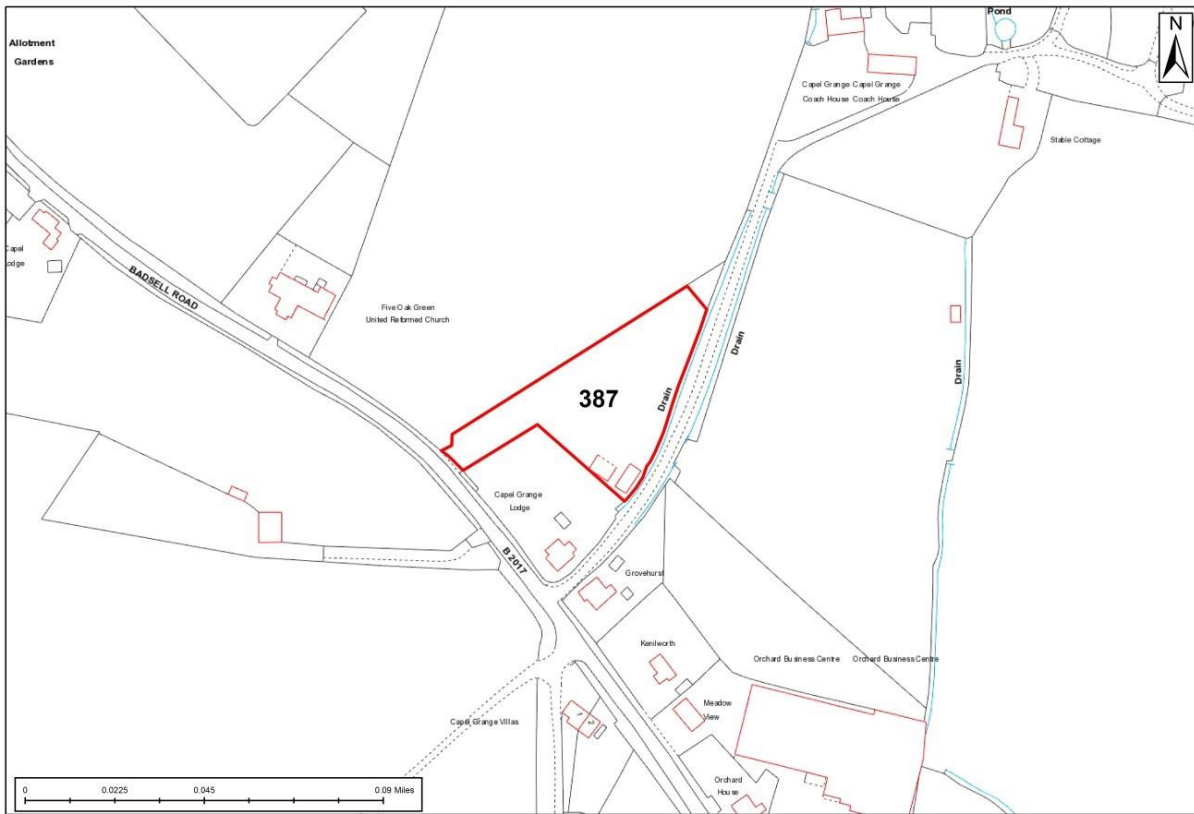 Allotment
Gardens
Pond
N
Capel Grange Capel Grange
Coach House Coach House
Stable Cottage
Capel
Lodge
BADSELL ROAD
Five Oak Green
United Reformed Church
Drain
Drain
387
Drain
Capel Grange
Lodge
B 2017
Grovehurst
Kenilworth
Orchard Business Centre Orchard Business Centre
Meadow
View
Capel Grange Villas
1
2
Orchard
House
0 0.0225 0.045 0.09 Miles